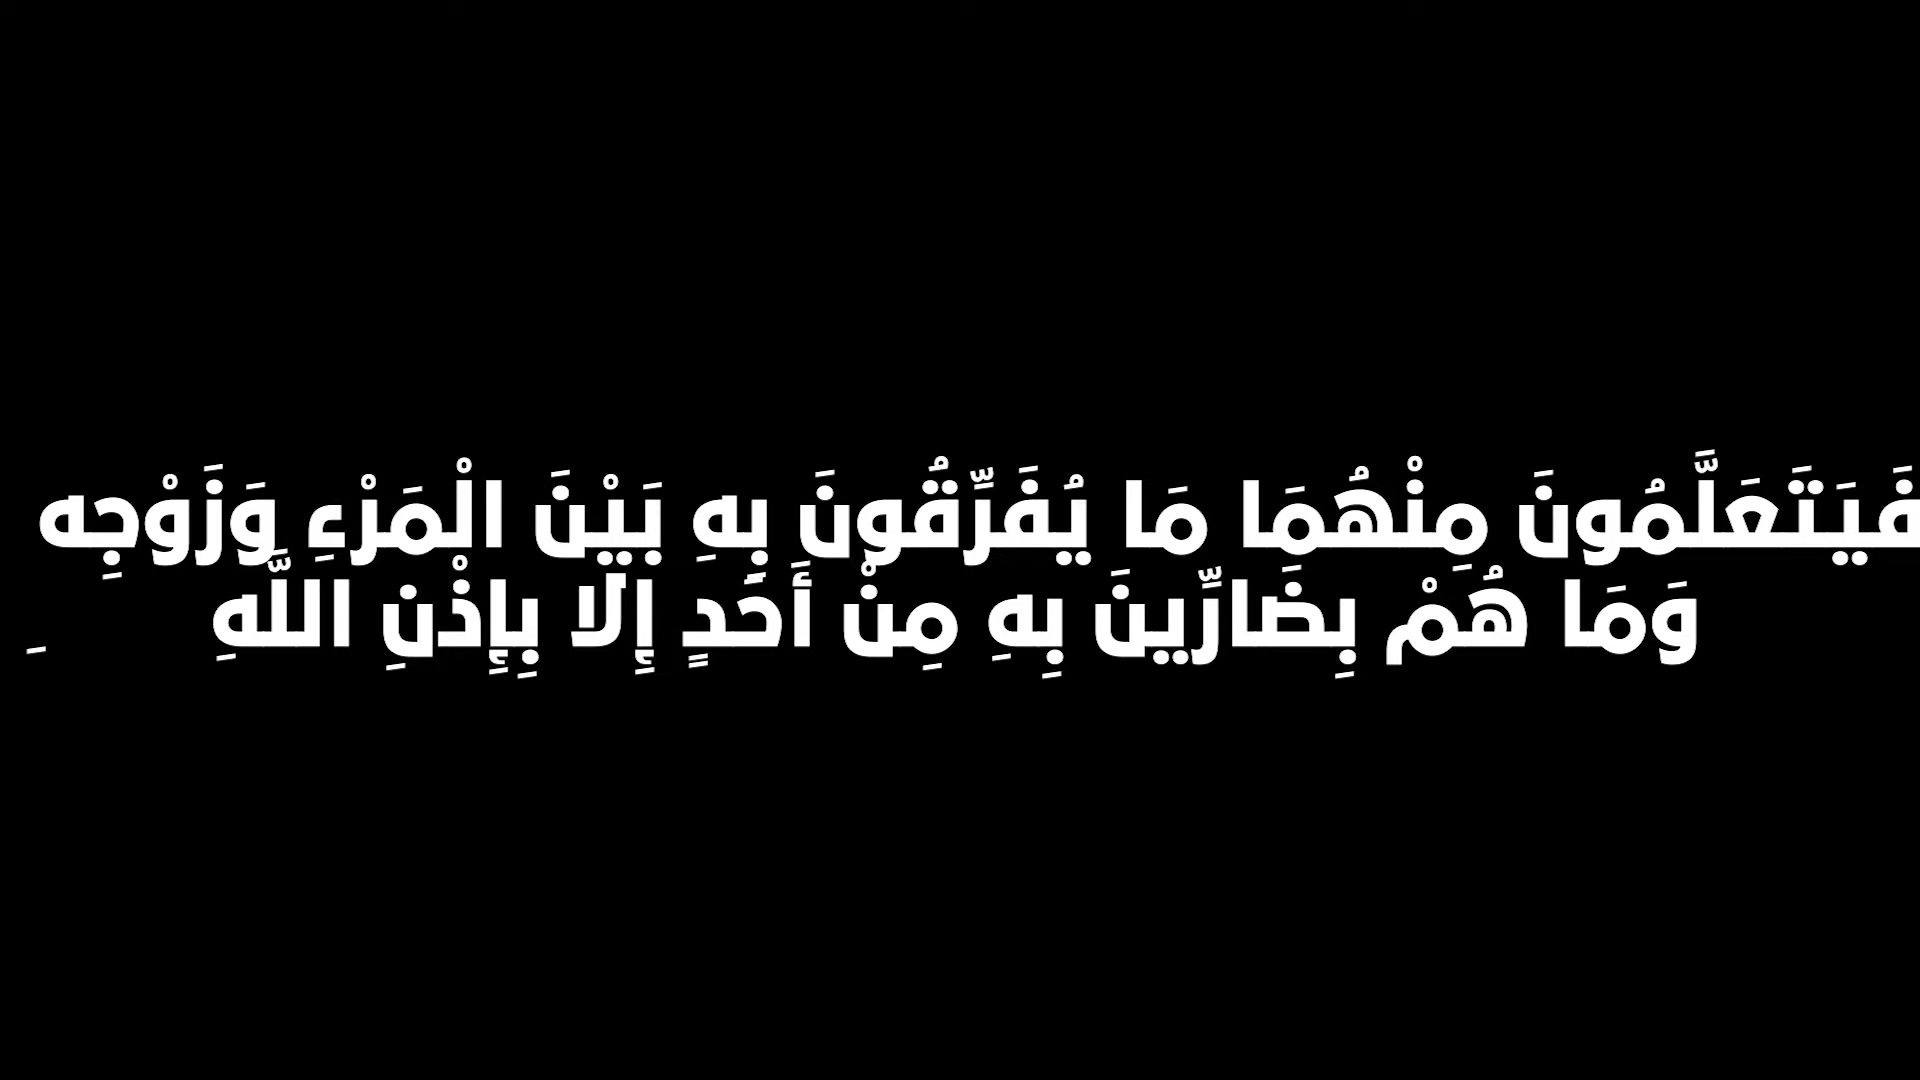 فَيَتَعَلَّمُونَ مِنْهُمَا مَا يُفَرِّقُونَ بِهِ بَيْنَ الْمَرْءِ وَزَوْجِهِ
وَمَا هُمْ بِضَارِّينَ بِهِ مِنْ أَحَدٍ إِلَّا بِإِذْنِ اللَّهِ